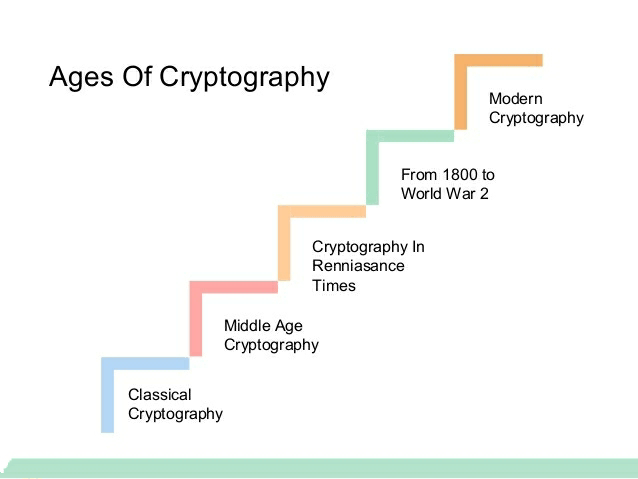 Ages Of Cryptography
Modern
Cryptography
From 1800 to
World War 2
Cryptography In
Renniasance
Times
Middle Age
Cryptography
Classical
Cryptography